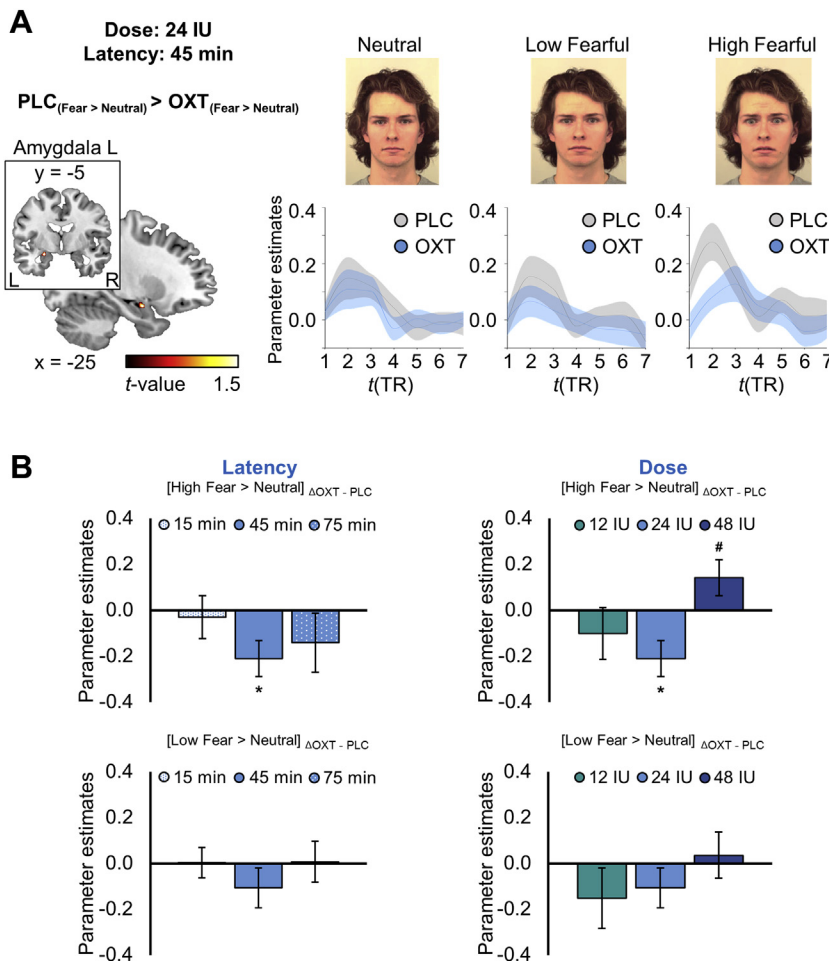 A
Dose: 24 IU
Latency: 45 min
PLC(Fear > Neutral) > OXT(Fear > Neutral)
Amygdala L
y = -5
L
R
x = -25
t-value
1.5
Neutral
Low Fearful
High Fearful
Parameter estimates
0.4
0.2
0.0
PLC
OXT
1 2 3 4 5 6 7
t(TR)
0.4
0.2
0.0
PLC
OXT
1 2 3 4 5 6 7
t(TR)
0.4
0.2
0.0
PLC
OXT
1 2 3 4 5 6 7
t(TR)
B
Latency
[High Fear > Neutral] ΔOXT - PLC
15 min 45 min 75 min
Parameter estimates
0.4
0.2
0.0
-0.2
-0.4
*
Dose
[High Fear > Neutral] ΔOXT - PLC
12 IU 24 IU 48 IU
Parameter estimates
0.4
0.2
0.0
-0.2
-0.4
#
*
[Low Fear > Neutral] ΔOXT - PLC
15 min 45 min 75 min
Parameter estimates
0.4
0.2
0.0
-0.2
-0.4
[Low Fear > Neutral] ΔOXT - PLC
12 IU 24 IU 48 IU
Parameter estimates
0.4
0.2
0.0
-0.2
-0.4